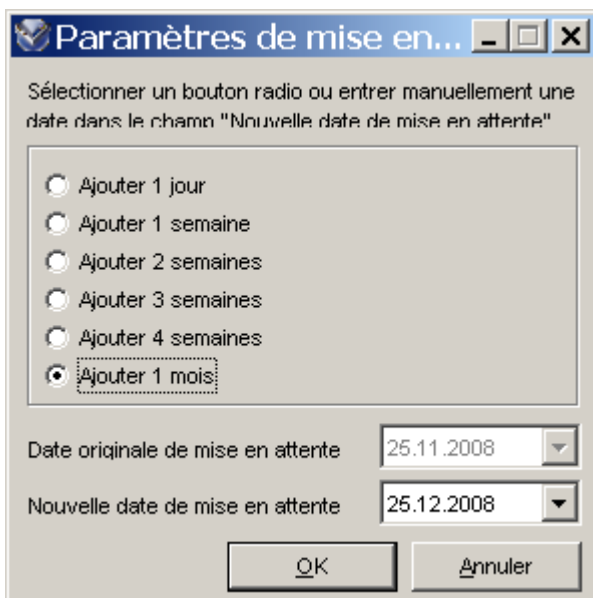 Paramètres de mise en...
Sélectionner un bouton radio ou entrer manuellement une
date dans le champ "Nouvelle date de mise en attente"
Ajouter 1 jour
Ajouter 1 semaine
Ajouter 2 semaines
Ajouter 3 semaines
Ajouter 4 semaines
Ajouter 1 mois
Date originale de mise en attente 25.11.2008
Nouvelle date de mise en attente 25.12.2008
OK Annuler